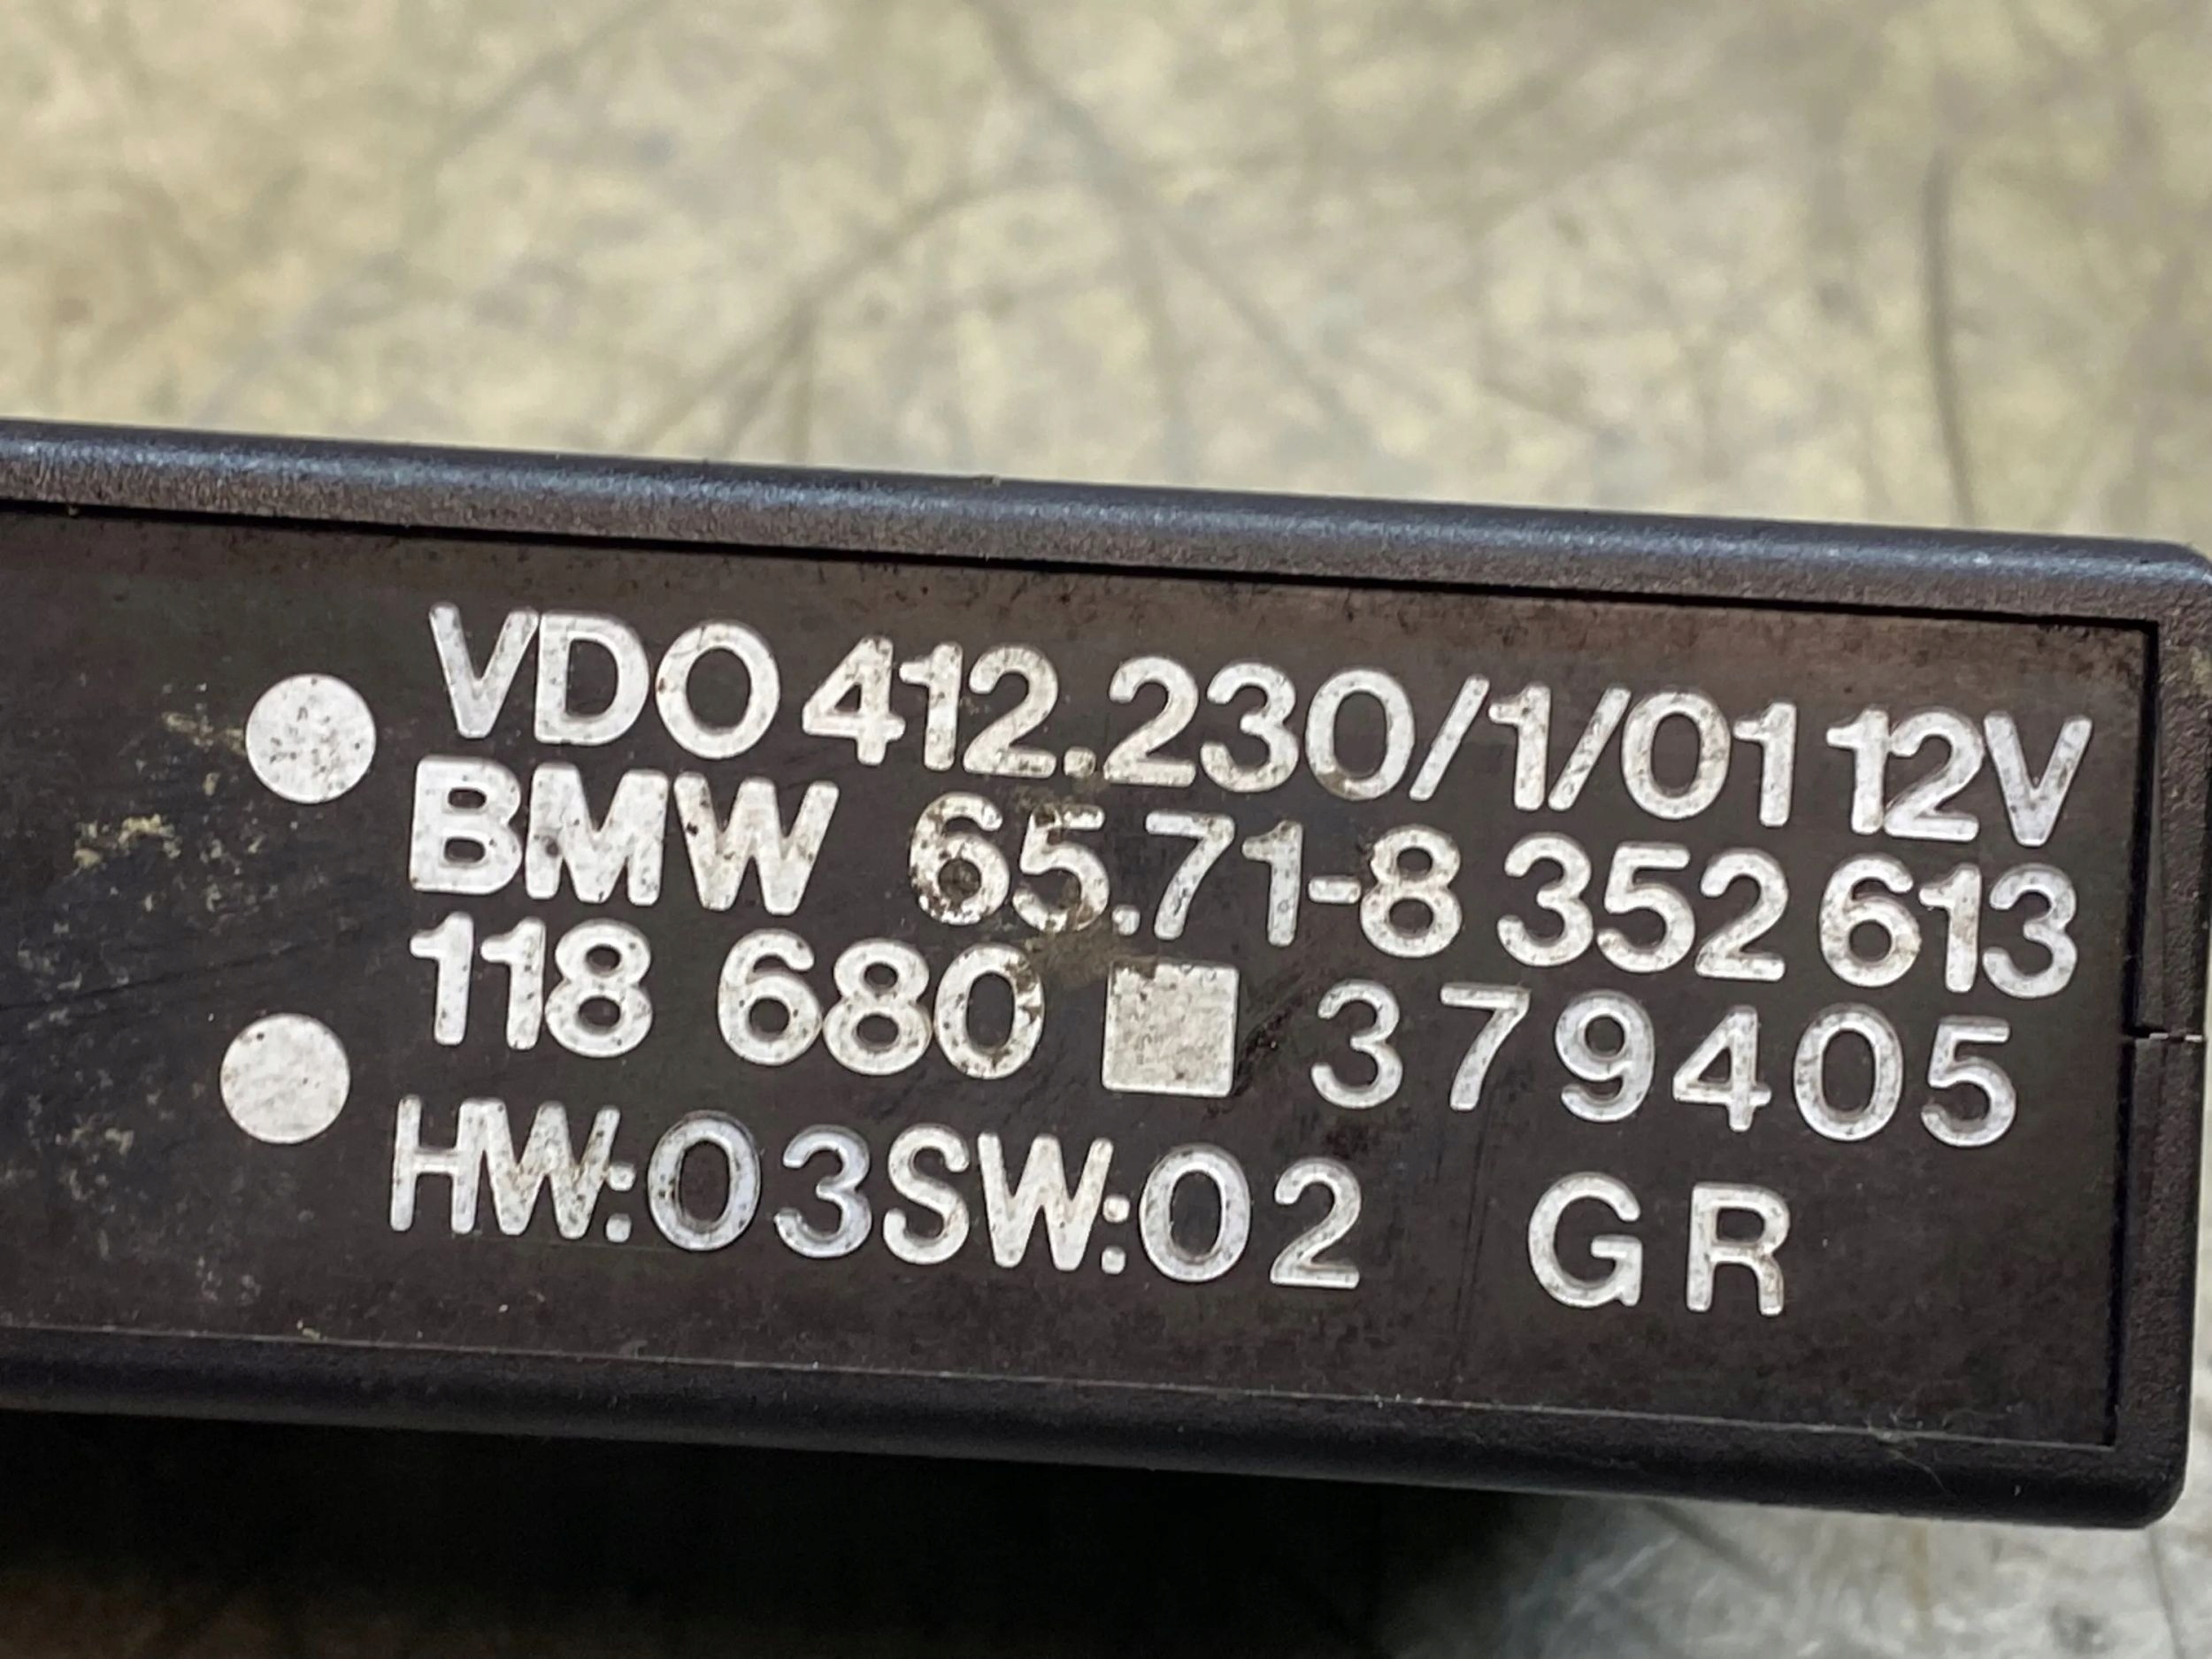 VDO 412.230/1/01 12V
BMW 65.71-8 352 613
118 680 ■ 379405
HW:03SW:02 GR